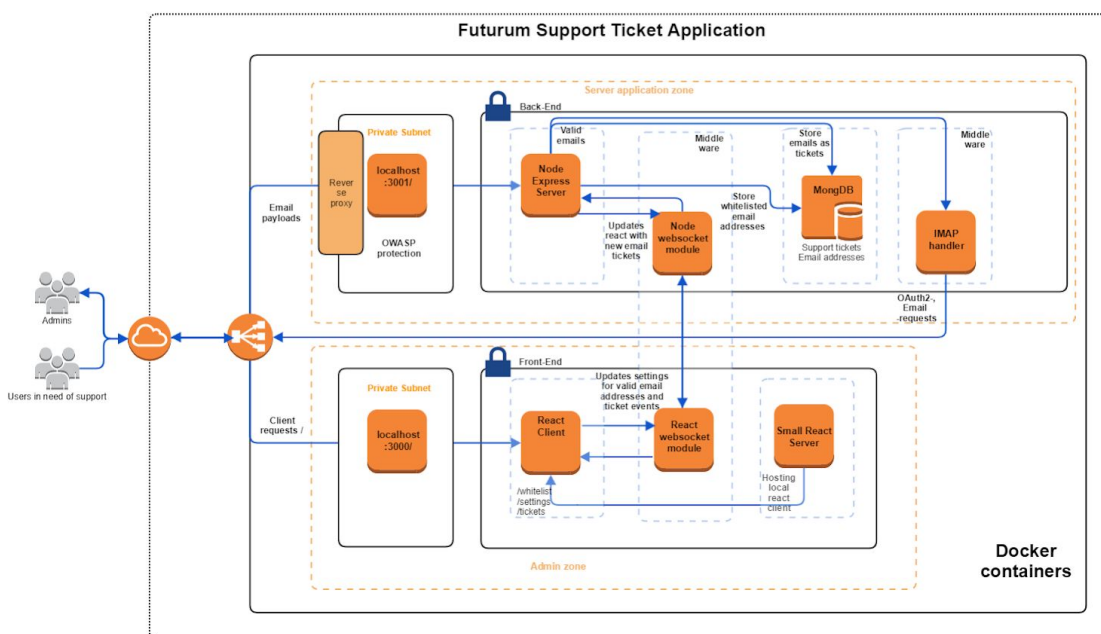 Futurum Support Ticket Application
Server application zone
Back-End
Private Subnet
Rever
se proxy
localhost
:3001/
OWASP
protection
Email
payloads
Valid
emails
Node
Express
Server
Updates
react with
new email
tickets
Middle
ware
Node
websocket
module
Store
emails as
tickets
Store
whitelisted
email
addresses
MongDB
Support tickets
Email addresses
Middle
ware
IMAP
handler
OAuth2-,
Email
requests
Admins
Users in need of support
Client
requests /
Front-End
Private Subnet
localhost
:3000/
React
Client
/whitelist
/settings
/tickets
Updates settings
for valid email
addresses and
ticket events
React
websocket
module
Small React
Server
Hosting
local
react
client
Admin zone
Docker
containers